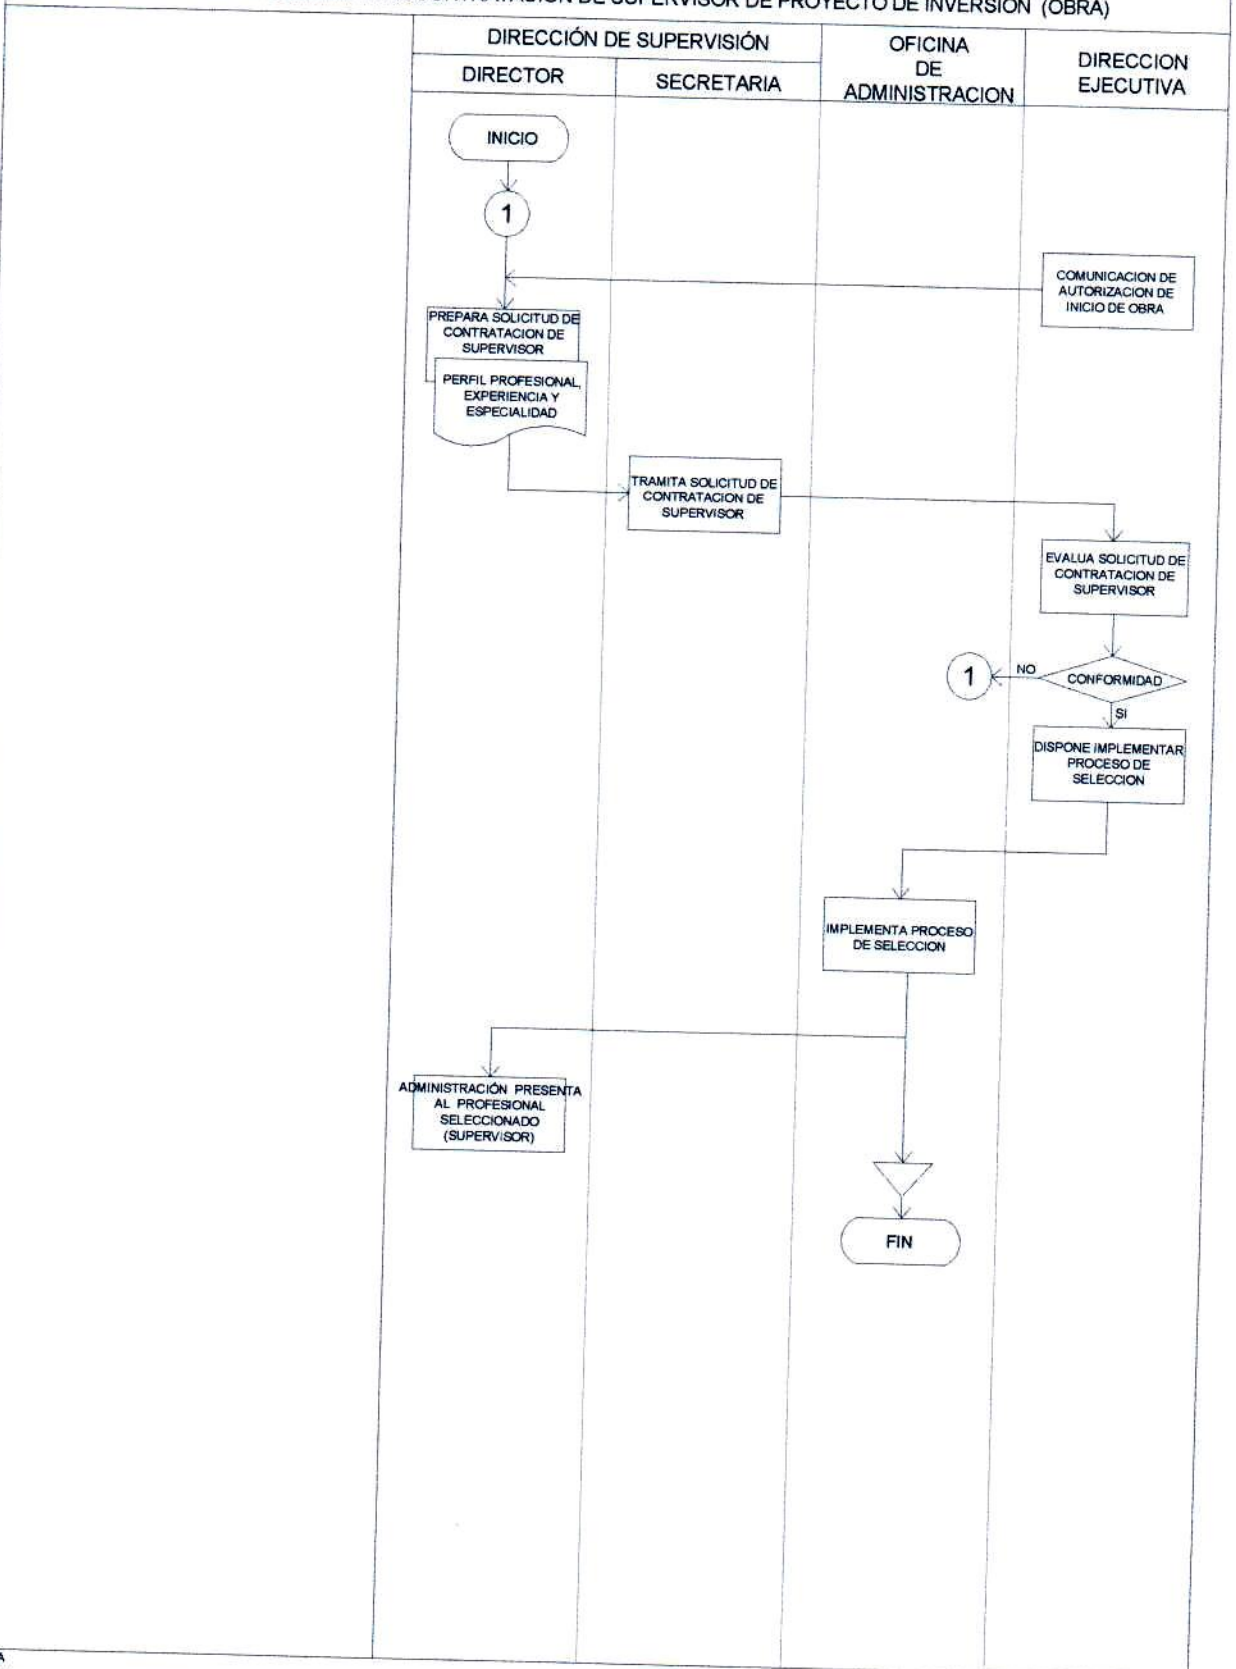 DE SUPERVISOR DE PROYECTO DE INVERSION (OBRA)
DIRECCIÓN DE SUPERVISIÓN
OFICINA
DE
ADMINISTRACION
DIRECCION
EJECUTIVA
DIRECTOR
SECRETARIA
INICIO
1
COMUNICACION DE
AUTORIZACION DE
INICIO DE OBRA
PREPARA SOLICITUD DE
CONTRATACION DE
SUPERVISOR
PERFIL PROFESIONAL,
EXPERIENCIA Y
ESPECIALIDAD
TRAMITA SOLICITUD DE
CONTRATACION DE
SUPERVISOR
EVALUA SOLICITUD DE
CONTRATACION DE
SUPERVISOR
1
NO
CONFORMIDAD
SI
DISPONE IMPLEMENTAR
PROCESO DE
SELECCION
IMPLEMENTA PROCESO
DE SELECCION
ADMINISTRACIÓN PRESENTA
AL PROFESIONAL
SELECCIONADO
(SUPERVISOR)
FIN